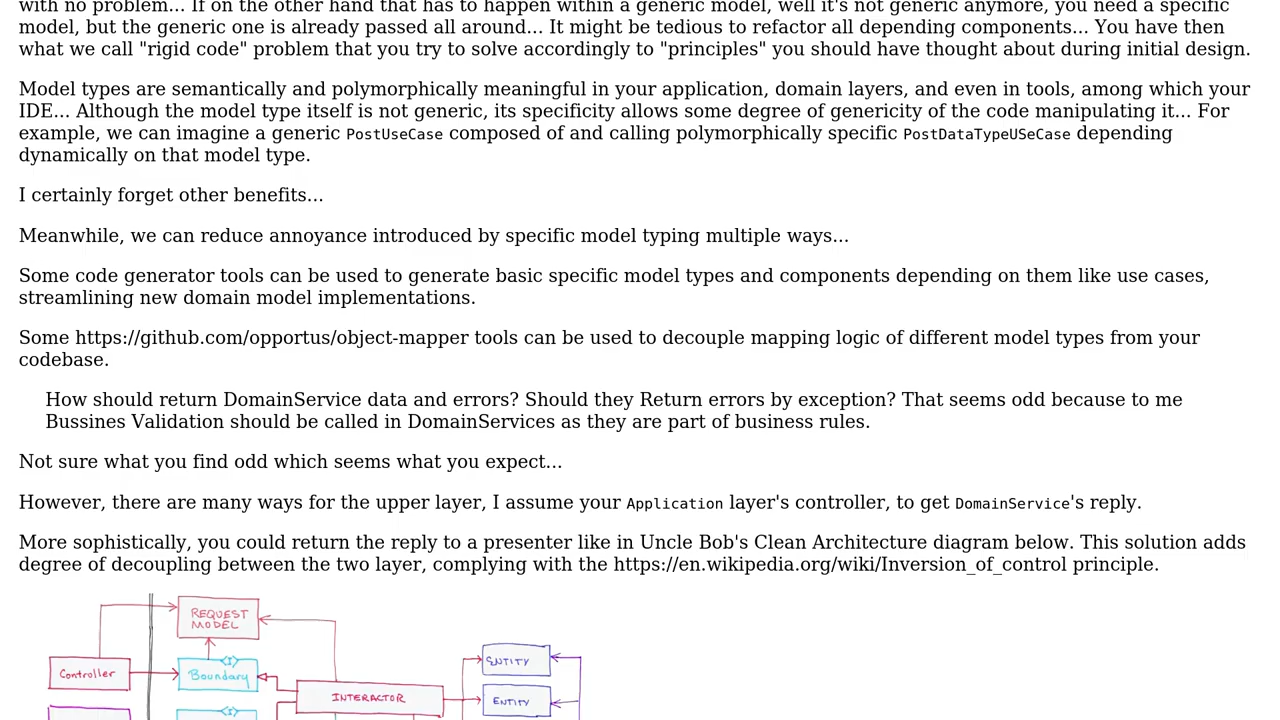 with no problem... If on the other hand that has to happen within a generic model, well it's not generic anymore, you need a specific
model, but the generic one is already passed all around... It might be tedious to refactor all depending components... You have then
what we call "rigid code" problem that you try to solve accordingly to "principles" you should have thought about during initial design.
Model types are semantically and polymorphically meaningful in your application, domain layers, and even in tools, among which your
IDE... Although the model type itself is not generic, its specificity allows some degree of genericity of the code manipulating it... For
example, we can imagine a generic PostUseCase composed of and calling polymorphically specific PostDataTypeUSeCase depending
dynamically on that model type.
I certainly forget other benefits...
Meanwhile, we can reduce annoyance introduced by specific model typing multiple ways...
Some code generator tools can be used to generate basic specific model types and components depending on them like use cases,
streamlining new domain model implementations.
Some https://github.com/opportus/object-mapper tools can be used to decouple mapping logic of different model types from your
codebase.
How should return DomainService data and errors? Should they Return errors by exception? That seems odd because to me
Bussines Validation should be called in DomainServices as they are part of business rules.
Not sure what you find odd which seems what you expect...
However, there are many ways for the upper layer, I assume your Application layer's controller, to get DomainService's reply.
More sophistically, you could return the reply to a presenter like in Uncle Bob's Clean Architecture diagram below. This solution adds
degree of decoupling between the two layer, complying with the https://en.wikipedia.org/wiki/Inversion_of_control principle.
REQUEST
MODEL
<I>
Controller
Boundary
ENTITY
INTERACTOR
ENTITY
<I>